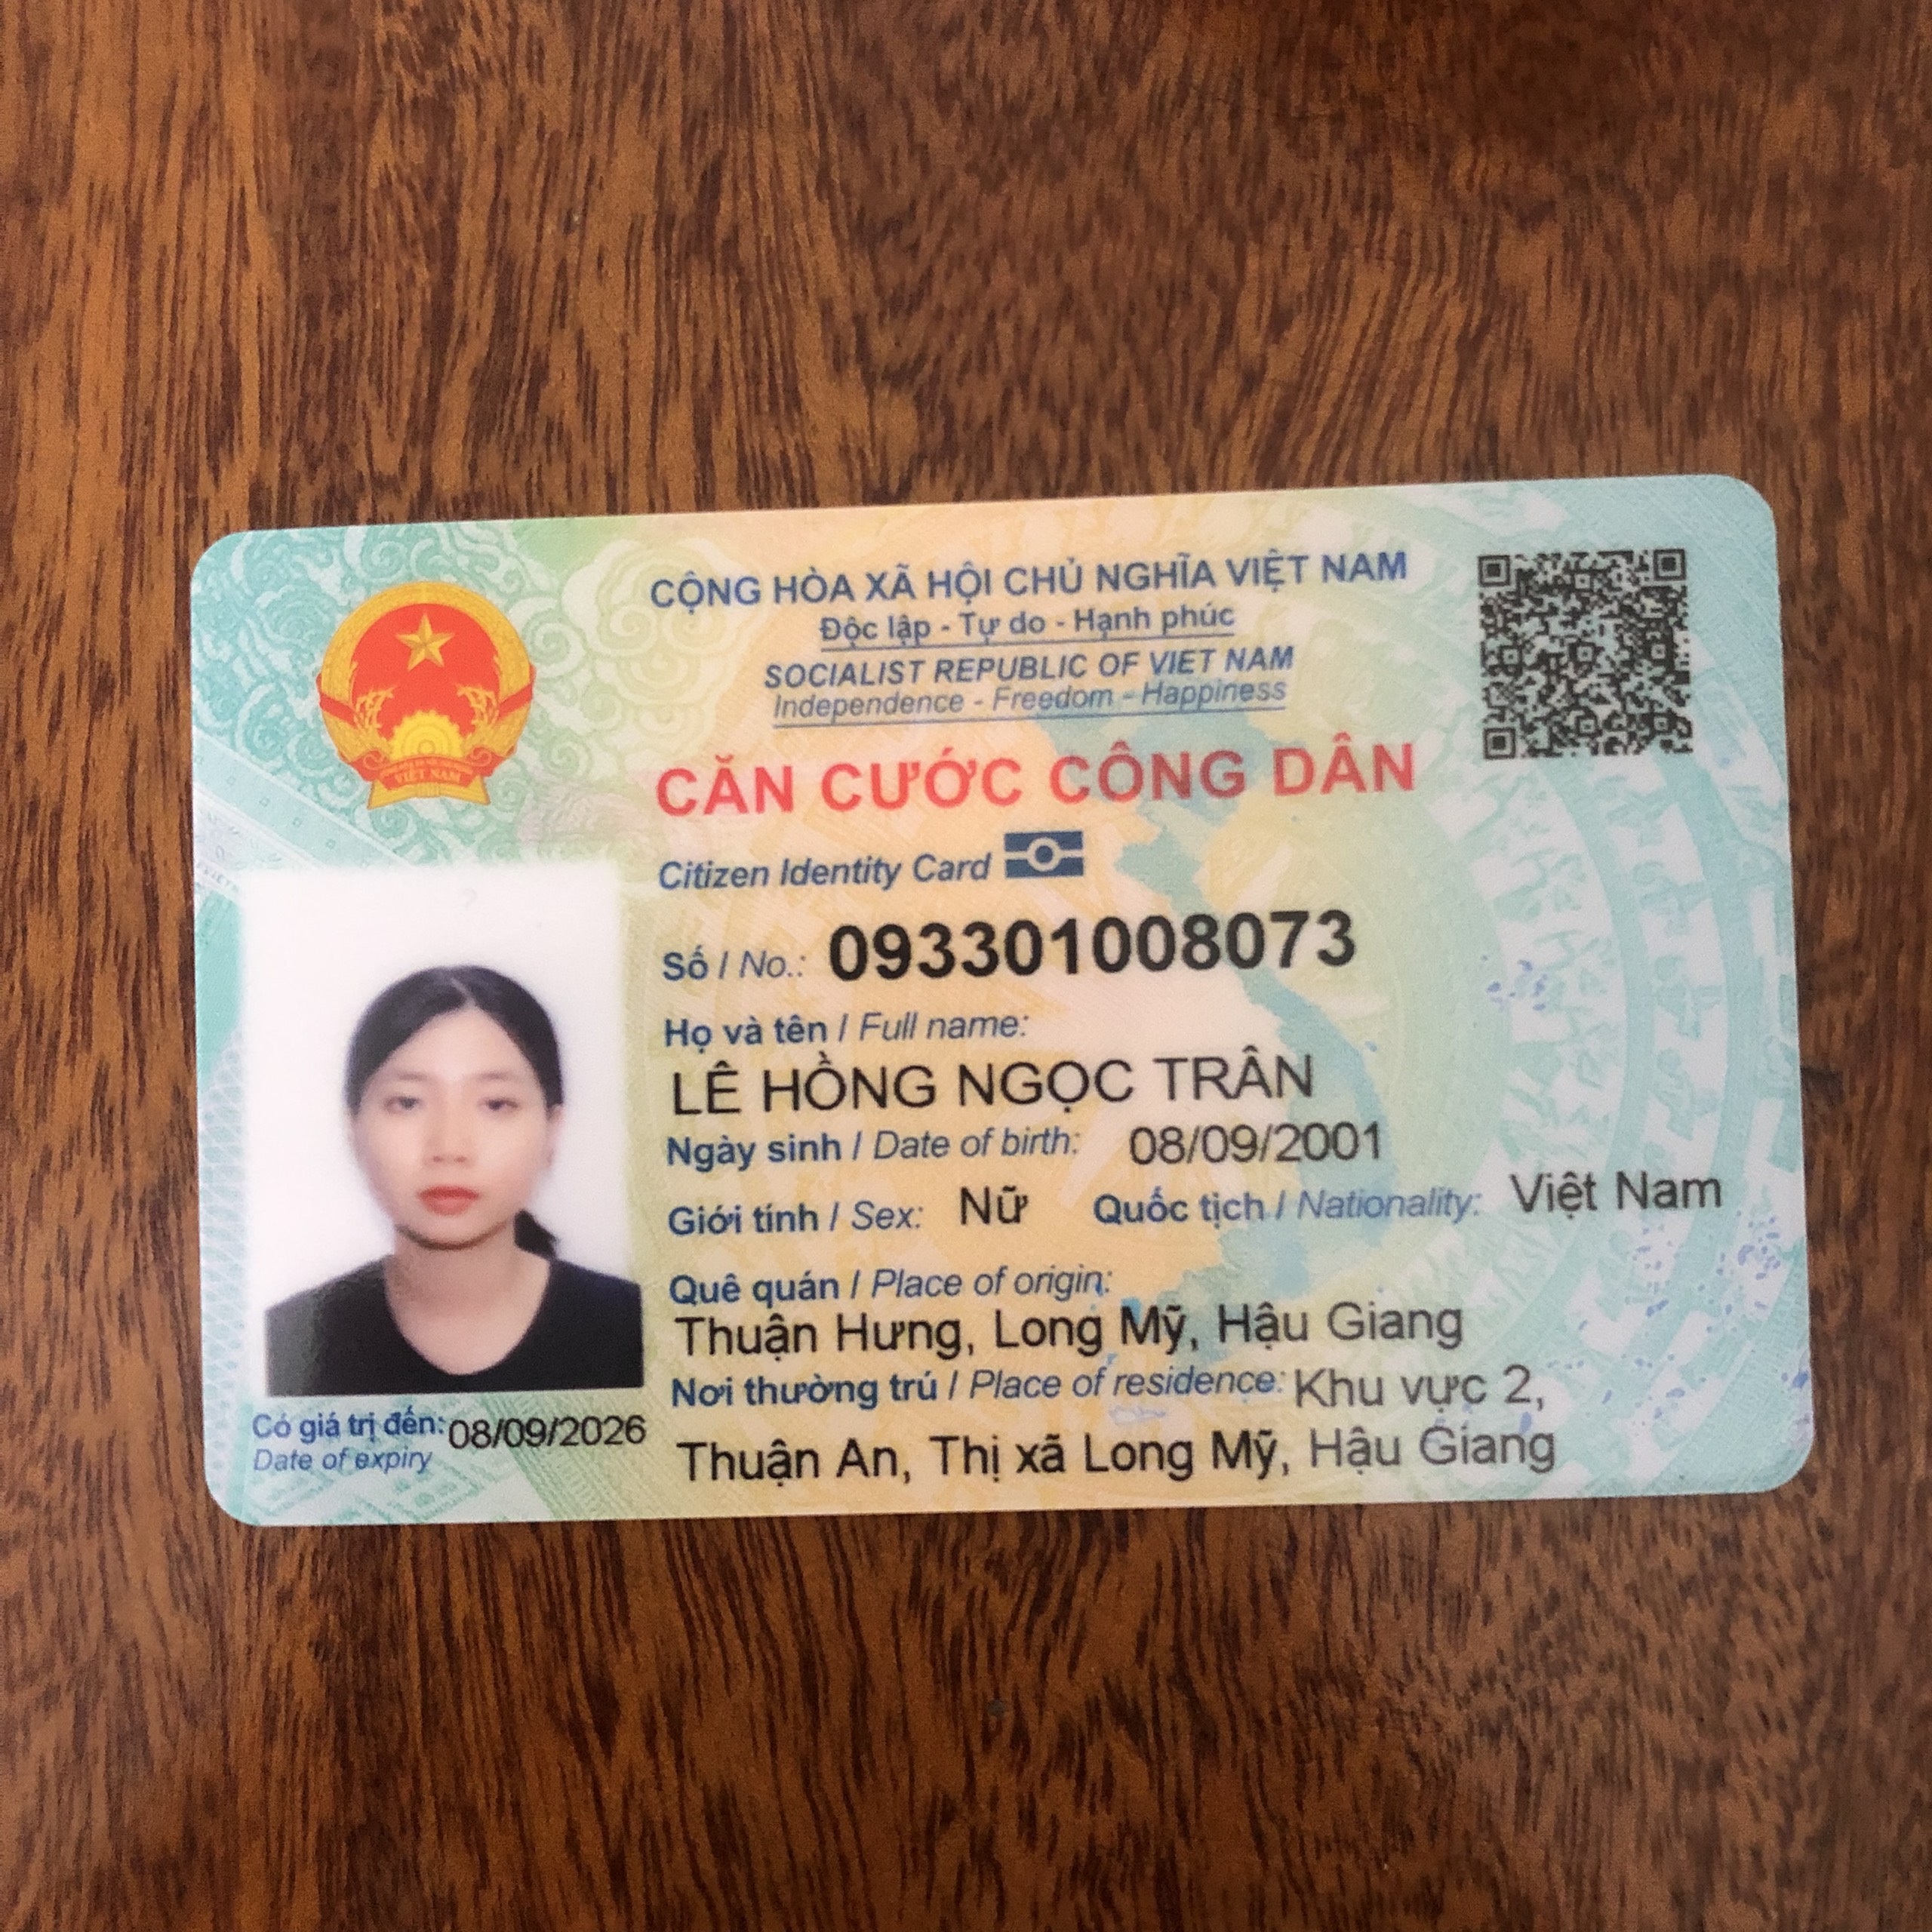 CỘNG HÒA XÃ HỘI CHỦ NGHĨA VIỆT NAM
Độc lập - Tự do - Hạnh phúc
SOCIALIST REPUBLIC OF VIET NAM
Independence - Freedom - Happiness
VIỆT NAM
CĂN CƯỚC CÔNG DÂN
Citizen Identity Card
Số / No.: 093301008073
Họ và tên / Full name:
LÊ HỒNG NGỌC TRÂN
Ngày sinh / Date of birth: 08/09/2001
Giới tính / Sex: Nữ Quốc tịch / Nationality: Việt Nam
Quê quán / Place of origin:
Thuận Hưng, Long Mỹ, Hậu Giang
Nơi thường trú / Place of residence: Khu vực 2,
Thuận An, Thị xã Long Mỹ, Hậu Giang
Có giá trị đến: 08/09/2026
Date of expiry